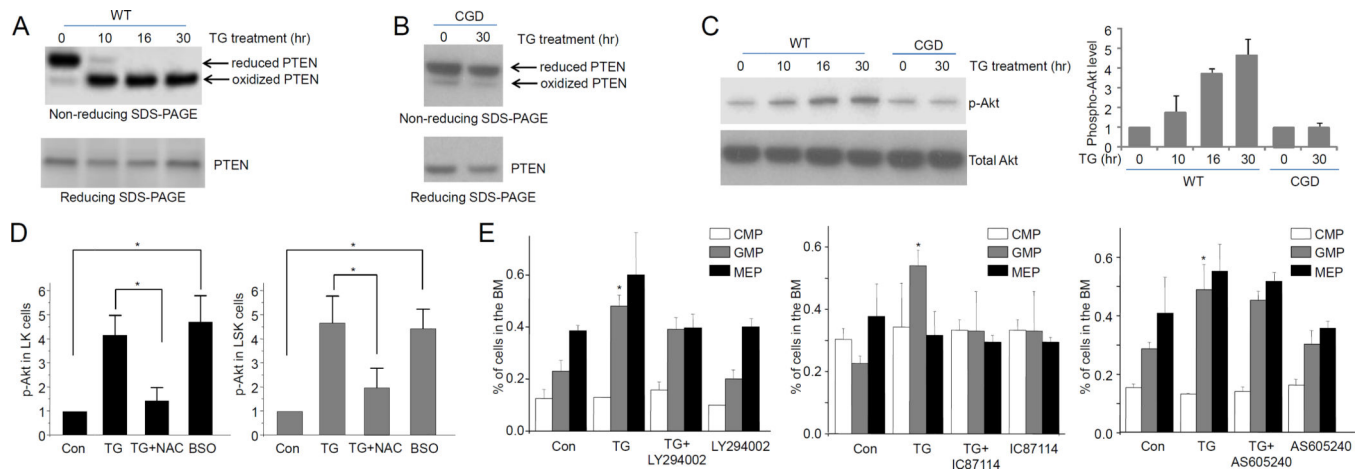 A
WT
0 10 16 30 TG treatment (hr)
reduced PTEN
oxidized PTEN
Non-reducing SDS-PAGE
PTEN
Reducing SDS-PAGE
B
CGD
0 30 TG treatment (hr)
reduced PTEN
oxidized PTEN
Non-reducing SDS-PAGE
PTEN
Reducing SDS-PAGE
C
WT CGD
0 10 16 30 0 30 TG treatment (hr)
p-Akt
Total Akt
Phospho-Akt level
6
5
4
3
2
1
0
TG (hr) 0 10 16 30 0 30
WT CGD
D
p-Akt in LK cells
6
5
4
3
2
1
0
* *
Con TG TG+NAC BSO
p-Akt in LSK cells
6
5
4
3
2
1
0
* *
Con TG TG+NAC BSO
E
% of cells in the BM
0.6
0.4
0.2
0
CMP
GMP
MEP
*
Con TG TG+ LY294002
LY294002
% of cells in the BM
0.6
0.4
0.2
0
CMP
GMP
MEP
*
Con TG TG+ IC87114
IC87114
% of cells in the BM
0.6
0.4
0.2
0
CMP
GMP
MEP
*
Con TG TG+ AS605240
AS605240